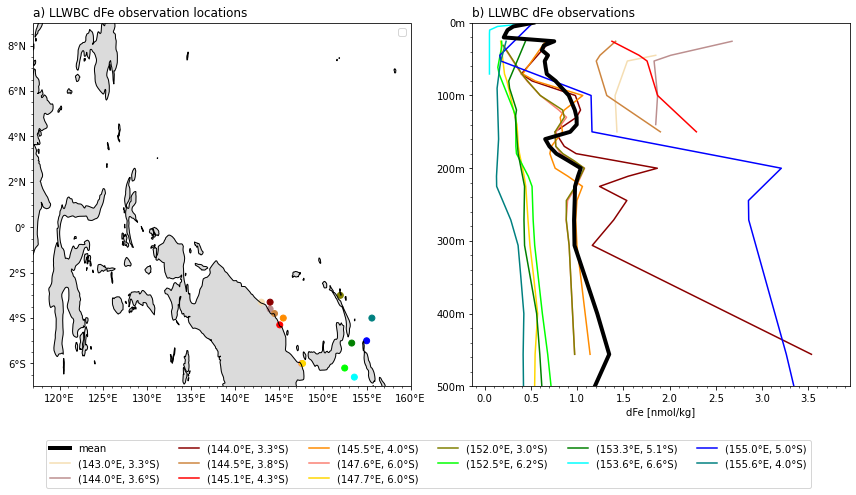 a) LLWBC dFe observation locations
8°N
6°N
4°N
2°N
0°
2°S
4°S
6°S
120°E 125°E 130°E 135°E 140°E 145°E 150°E 155°E 160°E
b) LLWBC dFe observations
0m
100m
200m
300m
400m
500m
0.0 0.5 1.0 1.5 2.0 2.5 3.0 3.5
dFe [nmol/kg]
mean
(143.0°E, 3.3°S)
(144.0°E, 3.6°S)
(144.0°E, 3.3°S)
(144.5°E, 3.8°S)
(145.1°E, 4.3°S)
(145.5°E, 4.0°S)
(147.6°E, 6.0°S)
(147.7°E, 6.0°S)
(152.0°E, 3.0°S)
(152.5°E, 6.2°S)
(153.3°E, 5.1°S)
(153.6°E, 6.6°S)
(155.0°E, 5.0°S)
(155.6°E, 4.0°S)